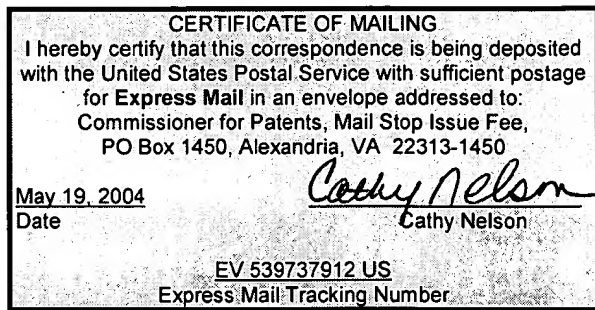 CERTIFICATE OF MAILING
I hereby certify that this correspondence is being deposited
with the United States Postal Service with sufficient postage
for Express Mail in an envelope addressed to:
Commissioner for Patents, Mail Stop Issue Fee,
PO Box 1450, Alexandria, VA 22313-1450
May 19, 2004 Cathy Nelson
Date Cathy Nelson
EV 539737912 US
Express Mail Tracking Number